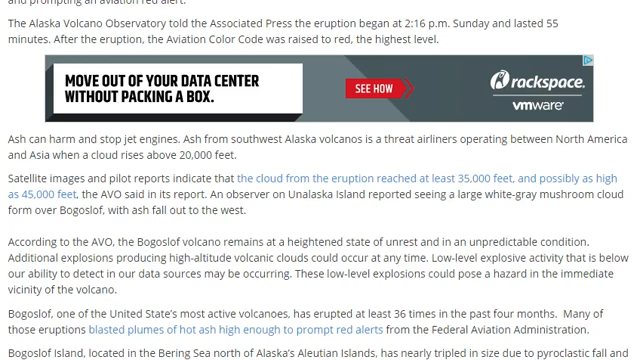 and prompting an aviation red alert.
The Alaska Volcano Observatory told the Associated Press the eruption began at 2:16 p.m. Sunday and lasted 55
minutes. After the eruption, the Aviation Color Code was raised to red, the highest level.
MOVE OUT OF YOUR DATA CENTER
WITHOUT PACKING A BOX.
SEE HOW
rackspace.
vmware
Ash can harm and stop jet engines. Ash from southwest Alaska volcanos is a threat airliners operating between North America
and Asia when a cloud rises above 20,000 feet.
Satellite images and pilot reports indicate that the cloud from the eruption reached at least 35,000 feet, and possibly as high
as 45,000 feet, the AVO said in its report. An observer on Unalaska Island reported seeing a large white-gray mushroom cloud
form over Bogoslof, with ash fall out to the west.
According to the AVO, the Bogoslof volcano remains at a heightened state of unrest and in an unpredictable condition.
Additional explosions producing high-altitude volcanic clouds could occur at any time. Low-level explosive activity that is below
our ability to detect in our data sources may be occurring. These low-level explosions could pose a hazard in the immediate
vicinity of the volcano.
Bogoslof, one of the United State's most active volcanoes, has erupted at least 36 times in the past four months. Many of
those eruptions blasted plumes of hot ash high enough to prompt red alerts from the Federal Aviation Administration.
Bogoslof Island, located in the Bering Sea north of Alaska's Aleutian Islands, has nearly tripled in size due to pyroclastic fall and